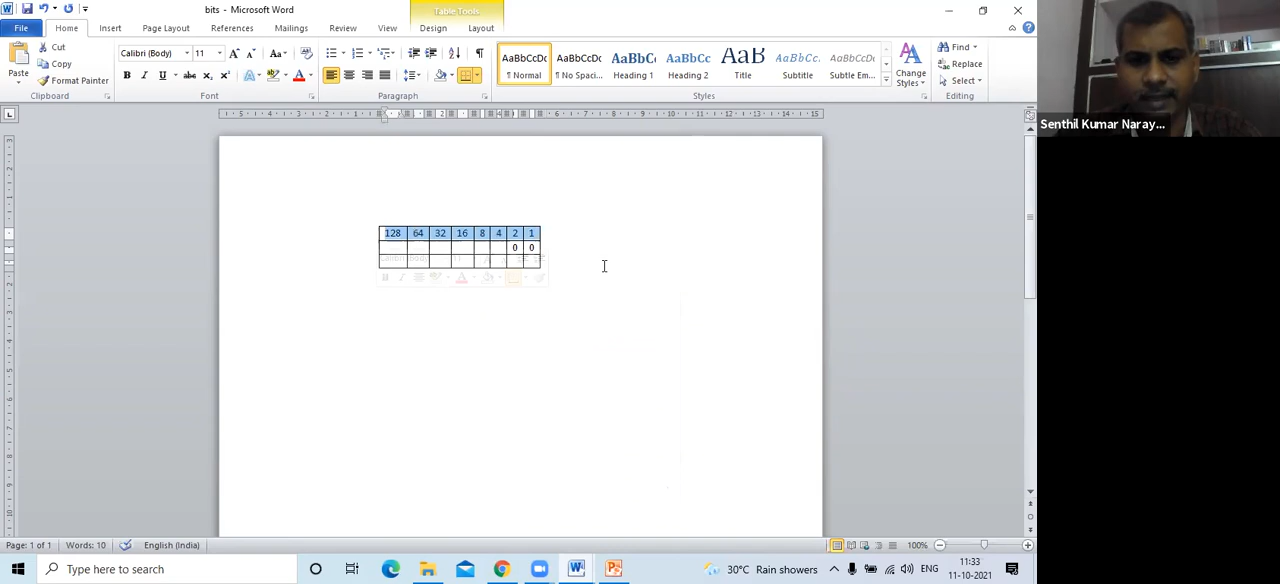 bits - Microsoft Word
Table Tools
File Home Insert Page Layout References Mailings Review View Design Layout
Paste
Cut
Copy
Format Painter
Clipboard
Calibri (Body) 11
Font
Paragraph
AaBbCcDc AaBbCcDc AaBbC( AaBbCc AaB AaBbCc. AaBbCcDc
¶ Normal ¶ No Spaci... Heading 1 Heading 2 Title Subtitle Subtle Em...
Styles
Change
Styles
Find
Replace
Select
Editing
128 64 32 16 8 4 2 1
0 0
Senthil Kumar Naray...
Page: 1 of 1 Words: 10 English (India) 100%
Type here to search
30°C Rain showers
ENG
11:33
11-10-2021